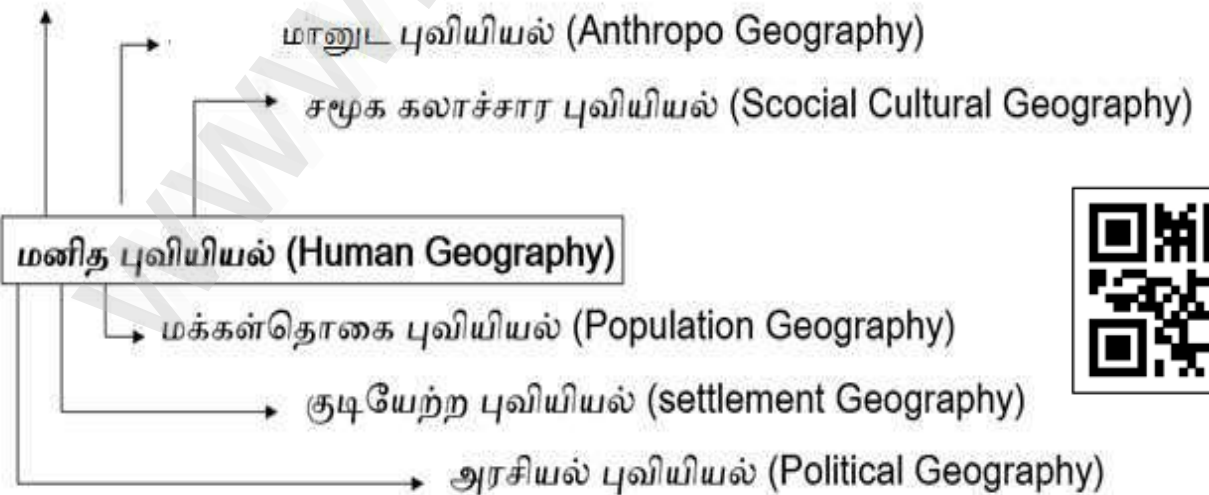 மானுட புவியியல் (Anthropo Geography)
சமூக கலாச்சார புவியியல் (Scocial Cultural Geography)
மனித புவியியல் (Human Geography)
மக்கள்தொகை புவியியல் (Population Geography)
குடியேற்ற புவியியல் (settlement Geography)
அரசியல் புவியியல் (Political Geography)